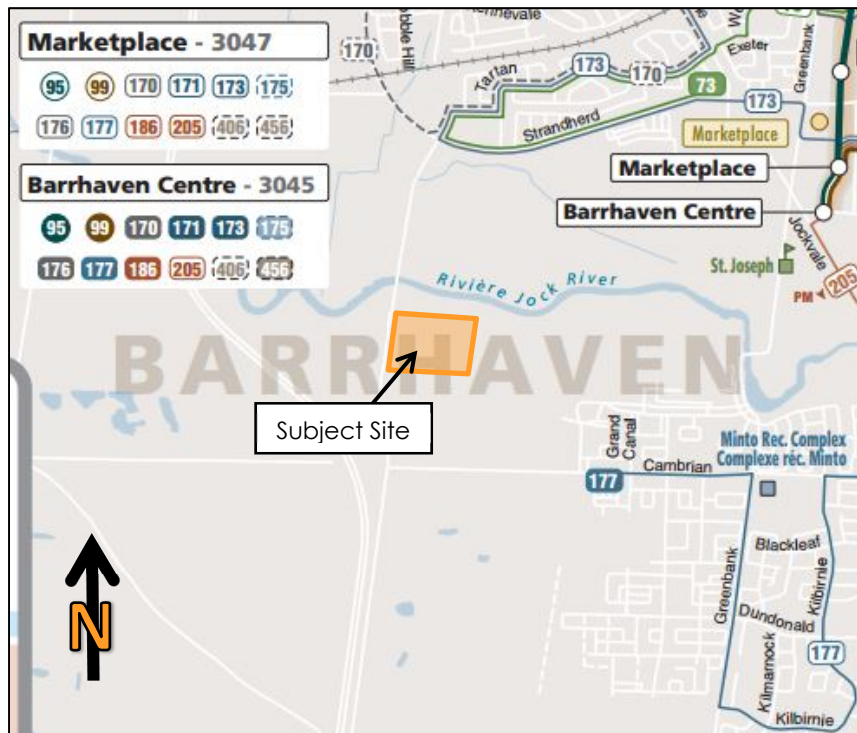 Marketplace - 3047
95 99 170 171 173 175
176 177 186 205 406 456
Barrhaven Centre - 3045
95 99 170 171 173 175
176 177 186 205 406 456
170
Tartan
173
170
Exeter
Greenbank
73
173
Strandherd
Marketplace
Marketplace
Barrhaven Centre
Jockvale
St. Joseph
205
PM
Rivière Jock River
BARRHAVEN
Subject Site
Grand
Canal
Minto Rec. Complex
Complexe réc. Minto
Cambrian
177
Blackleaf
Greenbank
Kilbirnie
Dundonald
Kilmarnock
177
Kilbirnie
N